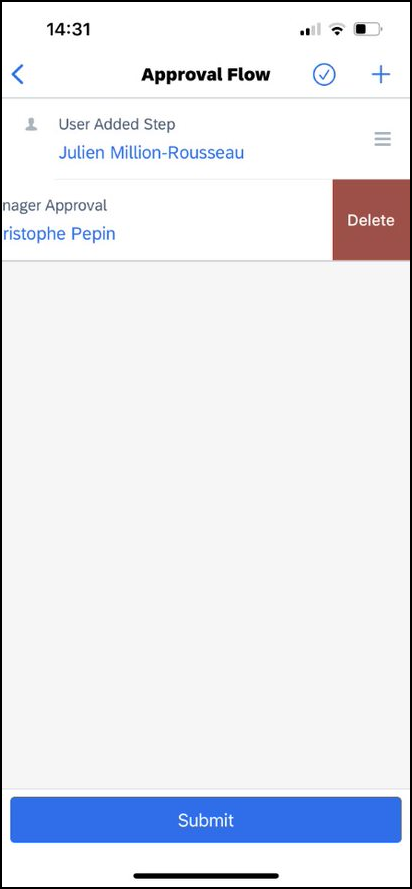 14:31
Approval Flow
User Added Step
Julien Million-Rousseau
nager Approval
ristophe Pepin
Delete
Submit